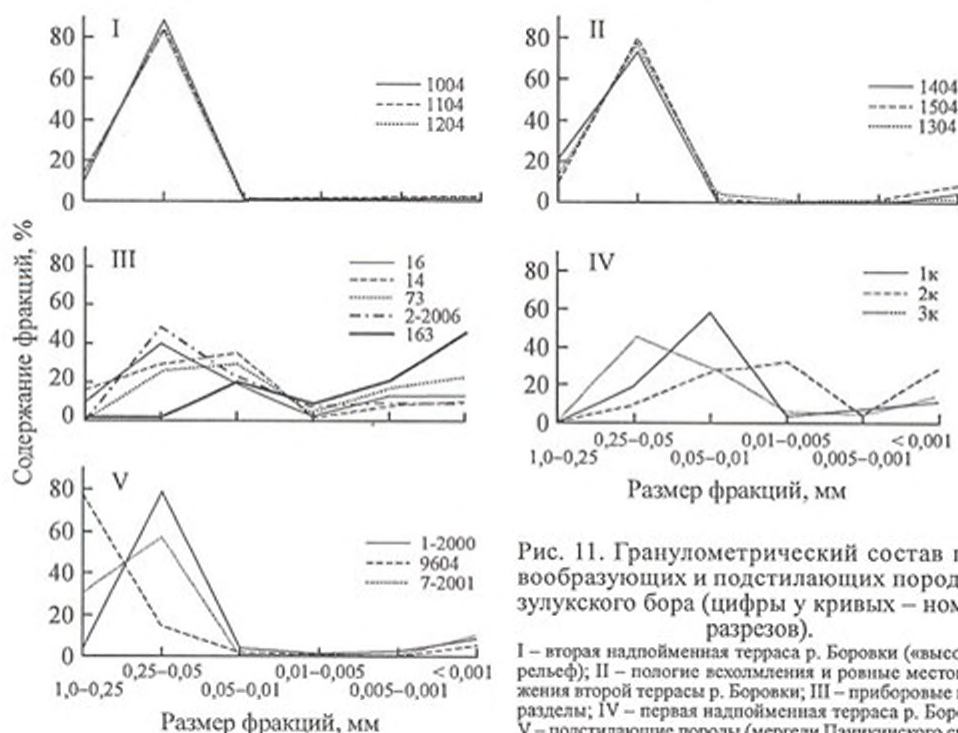 I
80
60
40
20
0
1004
1104
1204
II
80
60
40
20
0
1404
1504
1304
Содержание фракций, %
III
80
60
40
20
0
16
14
73
2-2006
163
IV
80
60
40
20
0
1к
2к
3к
0,25–0,05 0,01–0,005 < 0,001
1,0–0,25 0,05–0,01 0,005–0,001
Размер фракций, мм
V
80
60
40
20
0
1-2000
9604
7-2001
0,25–0,05 0,01–0,005 < 0,001
1,0–0,25 0,05–0,01 0,005–0,001
Размер фракций, мм
Рис. 11. Гранулометрический состав п
вообразующих и подстилающих пород
зулукского бора (цифры у кривых – ном
разрезов).
I – вторая надпойменная терраса р. Боровки («высо
рельеф); II – пологие всхолмления и ровные место
жения второй террасы р. Боровки; III – приборовые
разделы; IV – первая надпойменная терраса р. Боро
V – подстилающие породы (мергели